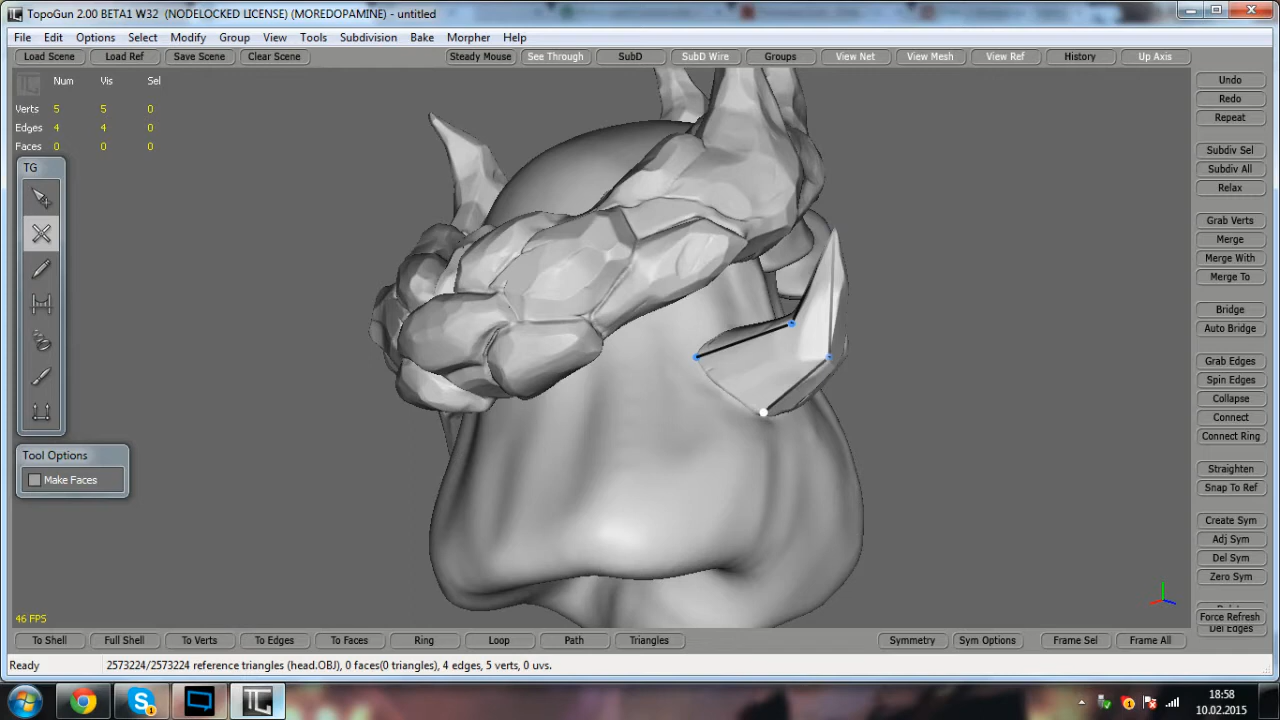 TopoGun 2.00 BETA1 W32 (NODELOCKED LICENSE) (MOREDOPAMINE) - untitled
File Edit Options Select Modify Group View Tools Subdivision Bake Morpher Help
Load Scene Load Ref Save Scene Clear Scene Steady Mouse See Through SubD SubD Wire Groups View Net View Mesh View Ref History Up Axis
Num Vis Sel
Verts 5 5 0
Edges 4 4 0
Faces 0 0 0
TG
Tool Options
Make Faces
Undo
Redo
Repeat
Subdiv Sel
Subdiv All
Relax
Grab Verts
Merge
Merge With
Merge To
Bridge
Auto Bridge
Grab Edges
Spin Edges
Collapse
Connect
Connect Ring
Straighten
Snap To Ref
Create Sym
Adj Sym
Del Sym
Zero Sym
Force Refresh
Del Edges
46 FPS
To Shell Full Shell To Verts To Edges To Faces Ring Loop Path Triangles Symmetry Sym Options Frame Sel Frame All
Ready 2573224/2573224 reference triangles (head.OBJ), 0 faces(0 triangles), 4 edges, 5 verts, 0 uvs.
18:58
10.02.2015